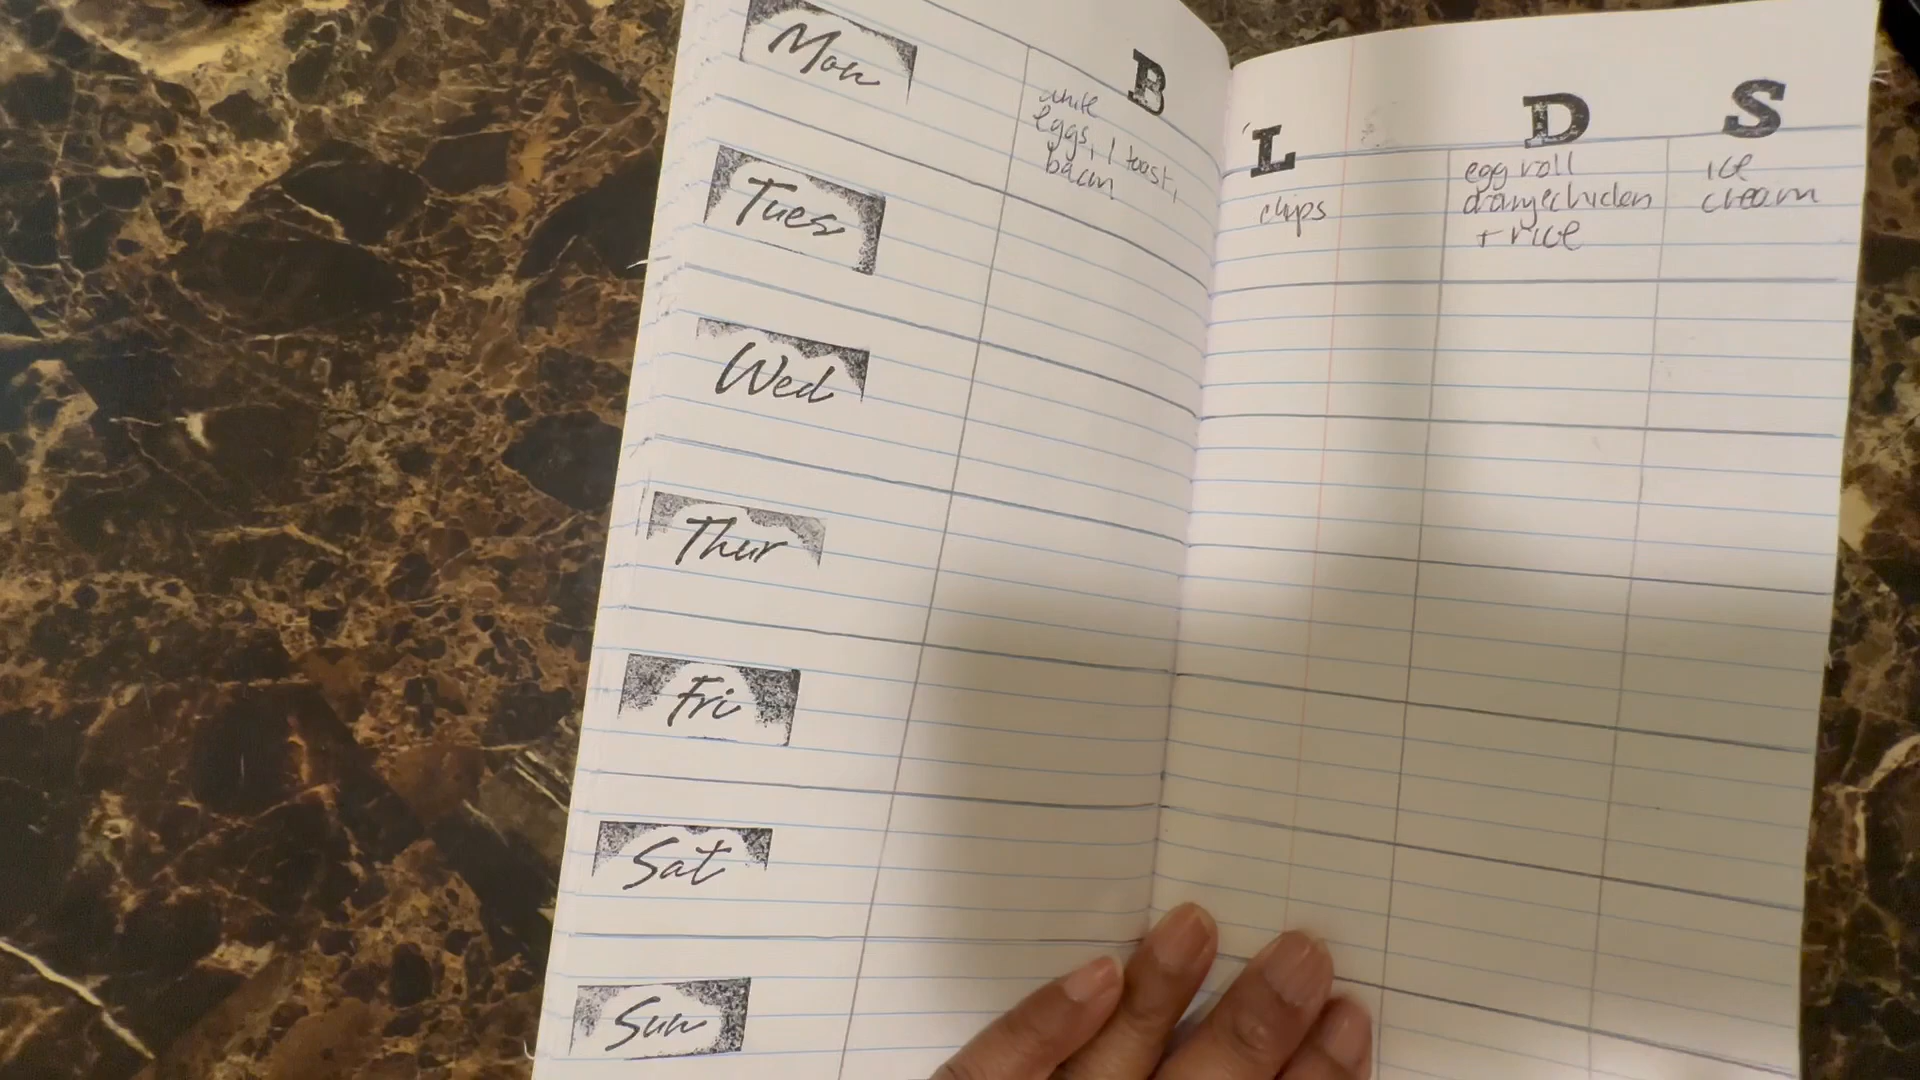 Mon
B
L
D
S
white
eggs, 1 toast,
bacon
chips
egg roll
orange chicken
+ rice
ice
cream
Tues
Wed
Thur
Fri
Sat
Sun